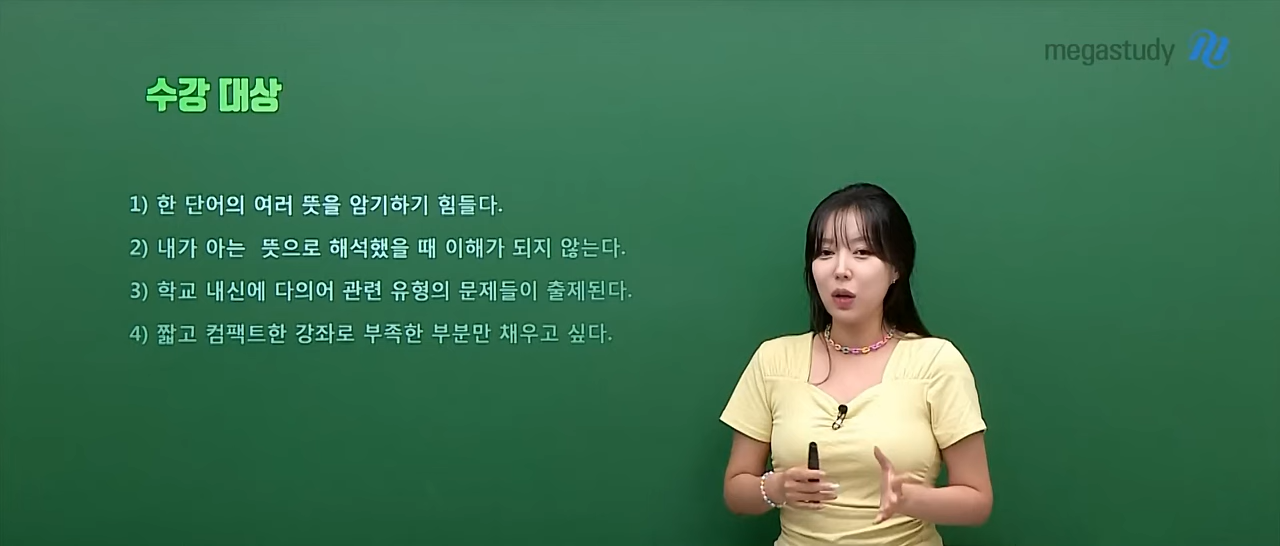 megastudy
수강 대상
1) 한 단어의 여러 뜻을 암기하기 힘들다.
2) 내가 아는  뜻으로 해석했을 때 이해가 되지 않는다.
3) 학교 내신에 다의어 관련 유형의 문제들이 출제된다.
4) 짧고 컴팩트한 강좌로 부족한 부분만 채우고 싶다.